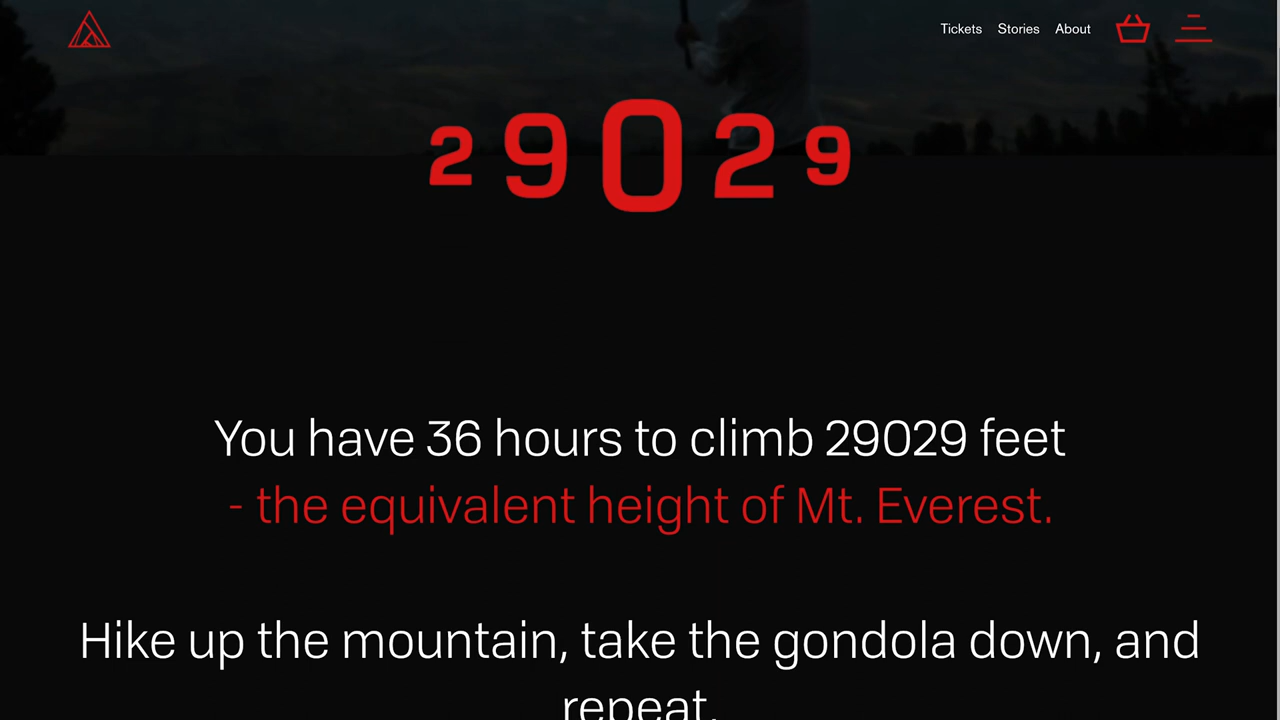 Tickets Stories About
29029
You have 36 hours to climb 29029 feet
- the equivalent height of Mt. Everest.
Hike up the mountain, take the gondola down, and
repeat.